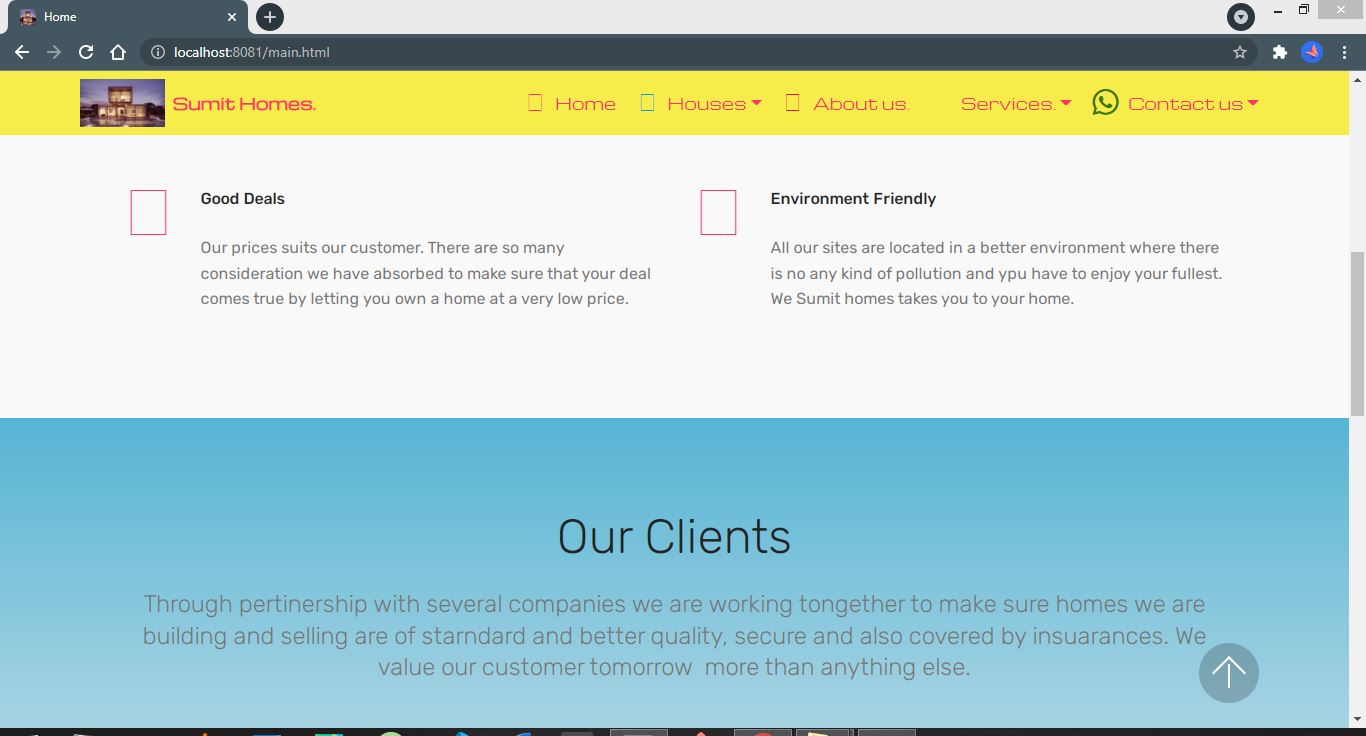 Home
localhost:8081/main.html
Sumit Homes.
Home Houses About us. Services. Contact us
Good Deals
Our prices suits our customer. There are so many
consideration we have absorbed to make sure that your deal
comes true by letting you own a home at a very low price.
Environment Friendly
All our sites are located in a better environment where there
is no any kind of pollution and ypu have to enjoy your fullest.
We Sumit homes takes you to your home.
Our Clients
Through pertinership with several companies we are working tongether to make sure homes we are
building and selling are of starndard and better quality, secure and also covered by insuarances. We
value our customer tomorrow  more than anything else.